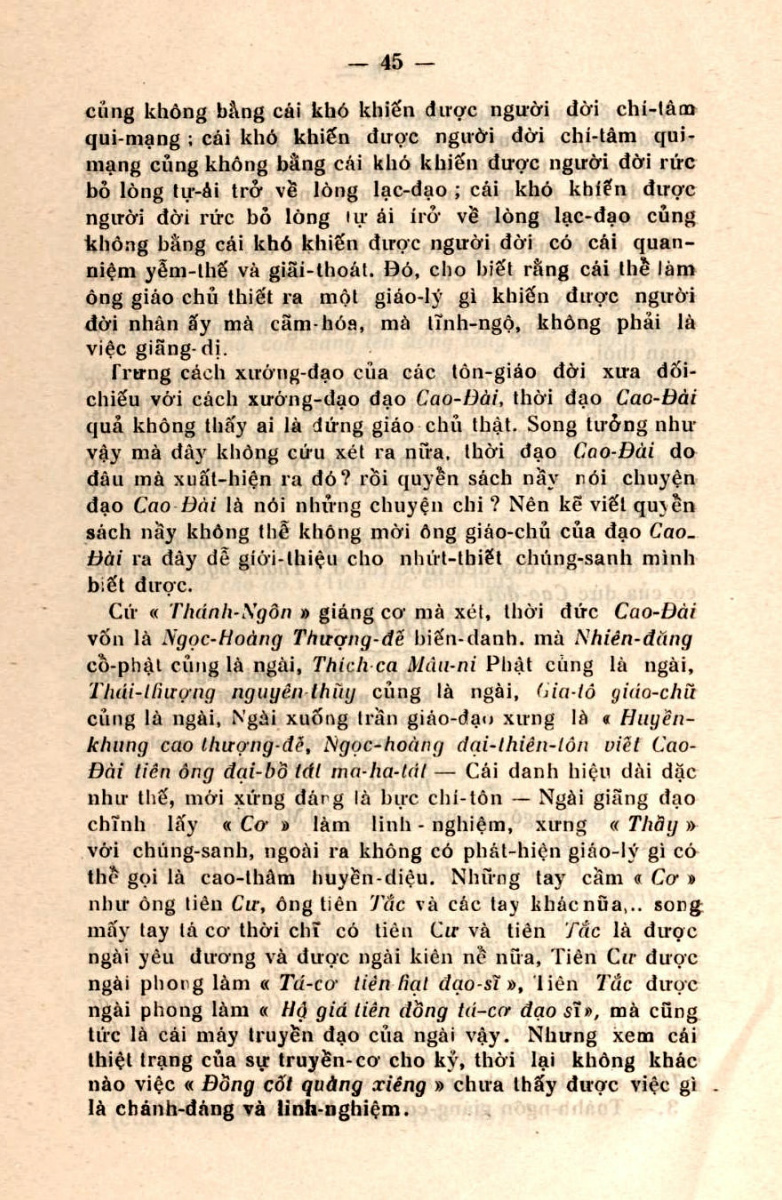 — 45 —
củng không bằng cái khó khiến được người đời chí-tâm
qui-mạng ; cái khó khiến được người đời chí-tâm qui-
mạng củng không bằng cái khó khiến được người đời rức
bỏ lòng tự-ái trở về lòng lạc-đạo ; cái khó khiến được
người đời rức bỏ lòng tự ái trở về lòng lạc-đạo củng
không bằng cái khó khiến được người đời có cái quan-
niệm yễm-thế và giãi-thoát. Đó, cho biết rằng cái thế làm
ông giáo chủ thiết ra một giáo-lý gì khiến được người
đời nhân ấy mà cãm-hóa, mà tĩnh-ngộ, không phải là
việc giãng-dị.
Trưng cách xướng-đạo của các tôn-giáo đời xưa đối-
chiếu với cách xướng-đạo đạo Cao-Đài, thời đạo Cao-Đài
quả không thấy ai là đứng giáo chủ thật. Song tưởng như
vậy mà đây không cứu xét ra nữa, thời đạo Cao-Đài do
đâu mà xuất-hiện ra đó ? rồi quyển sách nầy nói chuyện
đạo Cao-Đài là nói nhửng chuyện chi ? Nên kẽ viết quyển
sách nầy không thể không mời ông giáo-chủ của đạo Cao-
Đài ra đây dể giới-thiệu cho nhứt-thiết chúng-sanh mình
biết được.
Cứ « Thánh-Ngôn » giáng cơ mà xét, thời đức Cao-Đài
vốn là Ngọc-Hoàng Thượng-đế biến-danh. mà Nhiên-đăng
cồ-phật củng là ngài, Thích-ca Mâu-ni Phật củng là ngài,
Thái-thượng nguyên-thủy củng là ngài, Gia-tô giáo-chữ
củng là ngài, Ngài xuống trần giáo-đạo xưng là « Huyền-
khung cao thượng-đế, Ngọc-hoàng đại-thiên-tôn viết Cao-
Đài tiên ông đại-bồ tát ma-ha-tát — Cái danh hiệu dài dặc
như thế, mới xứng đáng là bực chí-tôn — Ngài giãng đạo
chĩnh lấy « Cơ » làm linh - nghiệm, xưng « Thầy »
với chúng-sanh, ngoài ra không có phát-hiện giáo-lý gì có
thể gọi là cao-thâm huyền-diệu. Những tay cầm « Cơ »
như ông tiên Cư, ông tiên Tắc và các tay khác nữa,.. song
mấy tay tá cơ thời chĩ có tiên Cư và tiên Tắc là được
ngài yêu đương và được ngài kiên nề nữa, Tiên Cư được
ngài phong làm « Tá-cơ tiên hạt đạo-sĩ », Tiên Tắc được
ngài phong làm « Hộ giá tiên đồng tá-cơ đạo sĩ», mà cũng
tức là cái máy truyền đạo của ngài vậy. Nhưng xem cái
thiệt trạng của sự truyền-cơ cho kỷ, thời lại không khác
nào việc « Đồng cốt quàng xiêng » chưa thấy được việc gì
là chánh-đáng và linh-nghiệm.